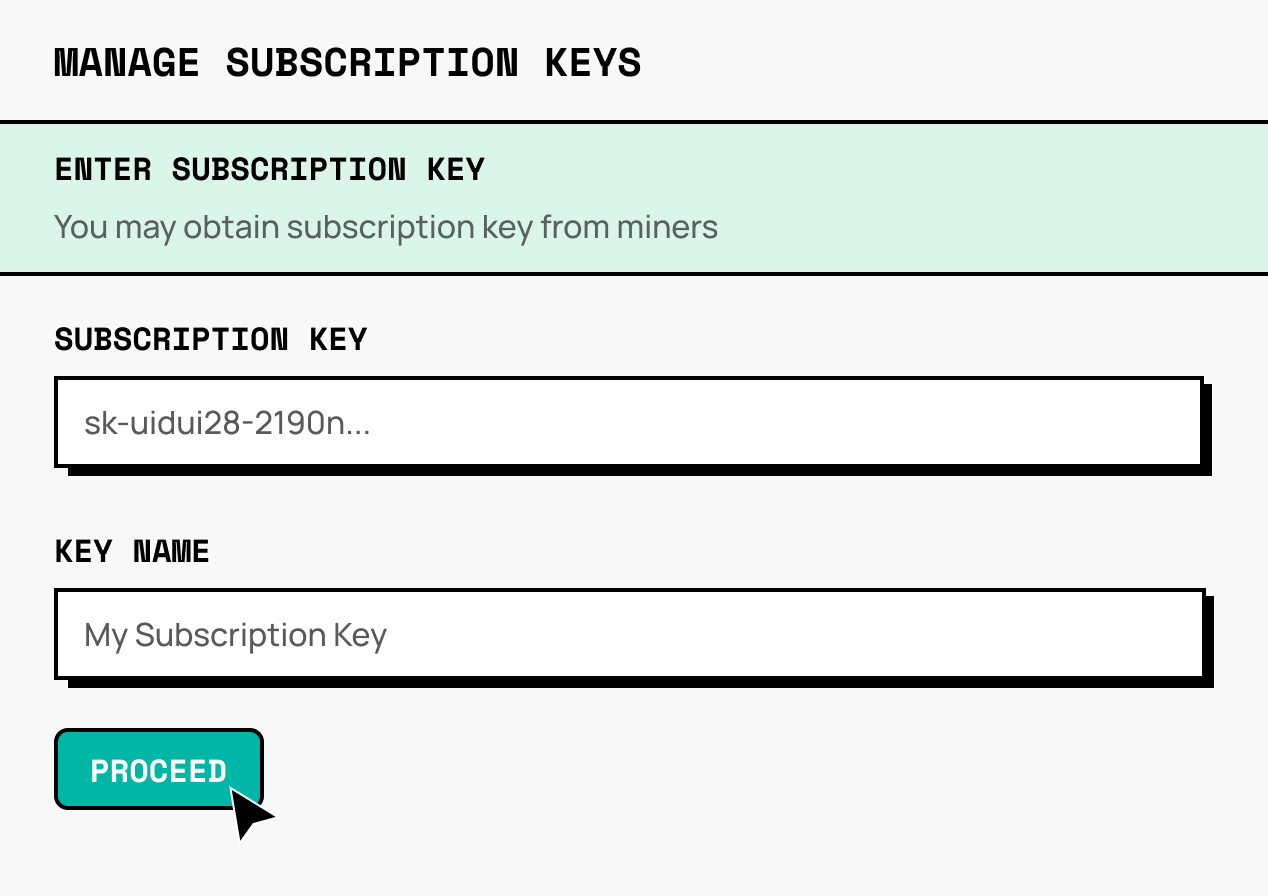 MANAGE SUBSCRIPTION KEYS
ENTER SUBSCRIPTION KEY
You may obtain subscription key from miners
SUBSCRIPTION KEY
sk-uidui28-2190n...
KEY NAME
My Subscription Key
PROCEED